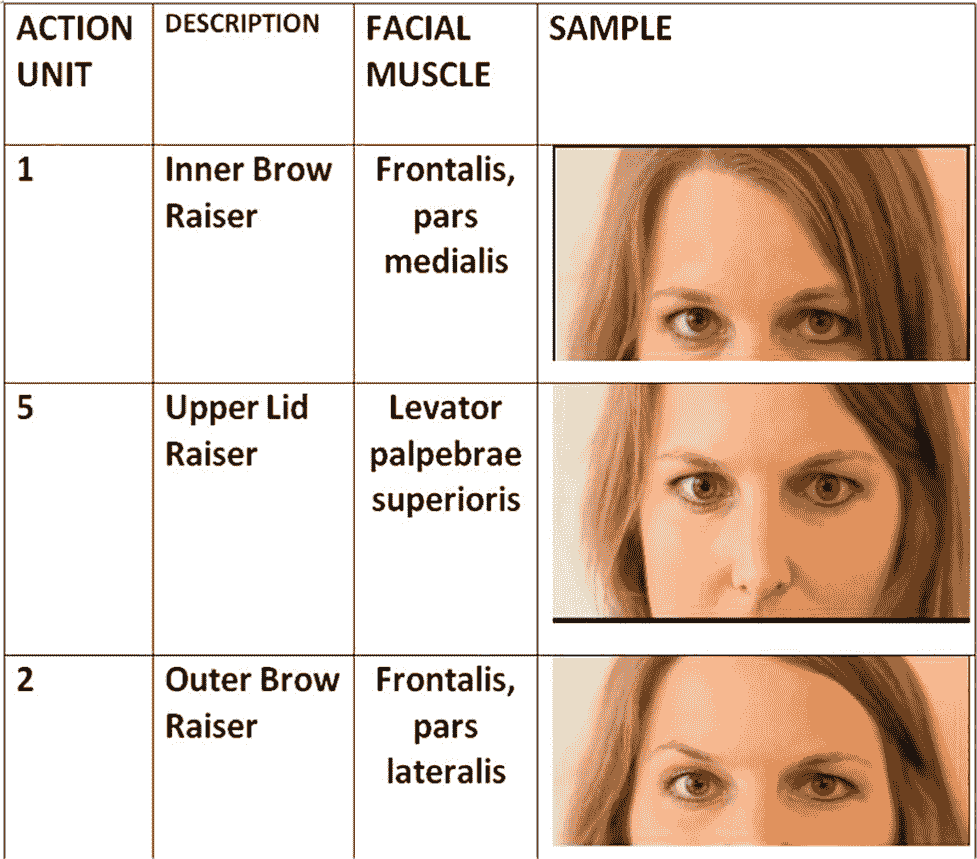 ACTION
UNIT
DESCRIPTION
FACIAL
MUSCLE
SAMPLE
1
Inner Brow
Raiser
Frontalis,
pars
medialis
5
Upper Lid
Raiser
Levator
palpebrae
superioris
2
Outer Brow
Raiser
Frontalis,
pars
lateralis